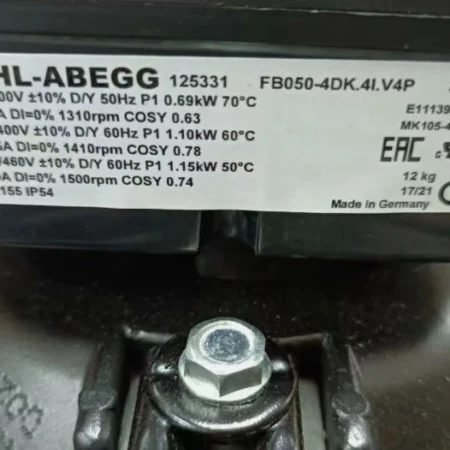 HL-ABEGG 125331 FB050-4DK.4I.V4P
00V ±10% D/Y 50Hz P1 0.69kW 70°C
A DI=0% 1310rpm COSY 0.63
400V ±10% D/Y 60Hz P1 1.10kW 60°C
A DI=0% 1410rpm COSY 0.78
/460V ±10% D/Y 60Hz P1 1.15kW 50°C
A DI=0% 1500rpm COSY 0.74
155 IP54
E11139
MK105-4
EAC
12 kg
17/21
Made in Germany